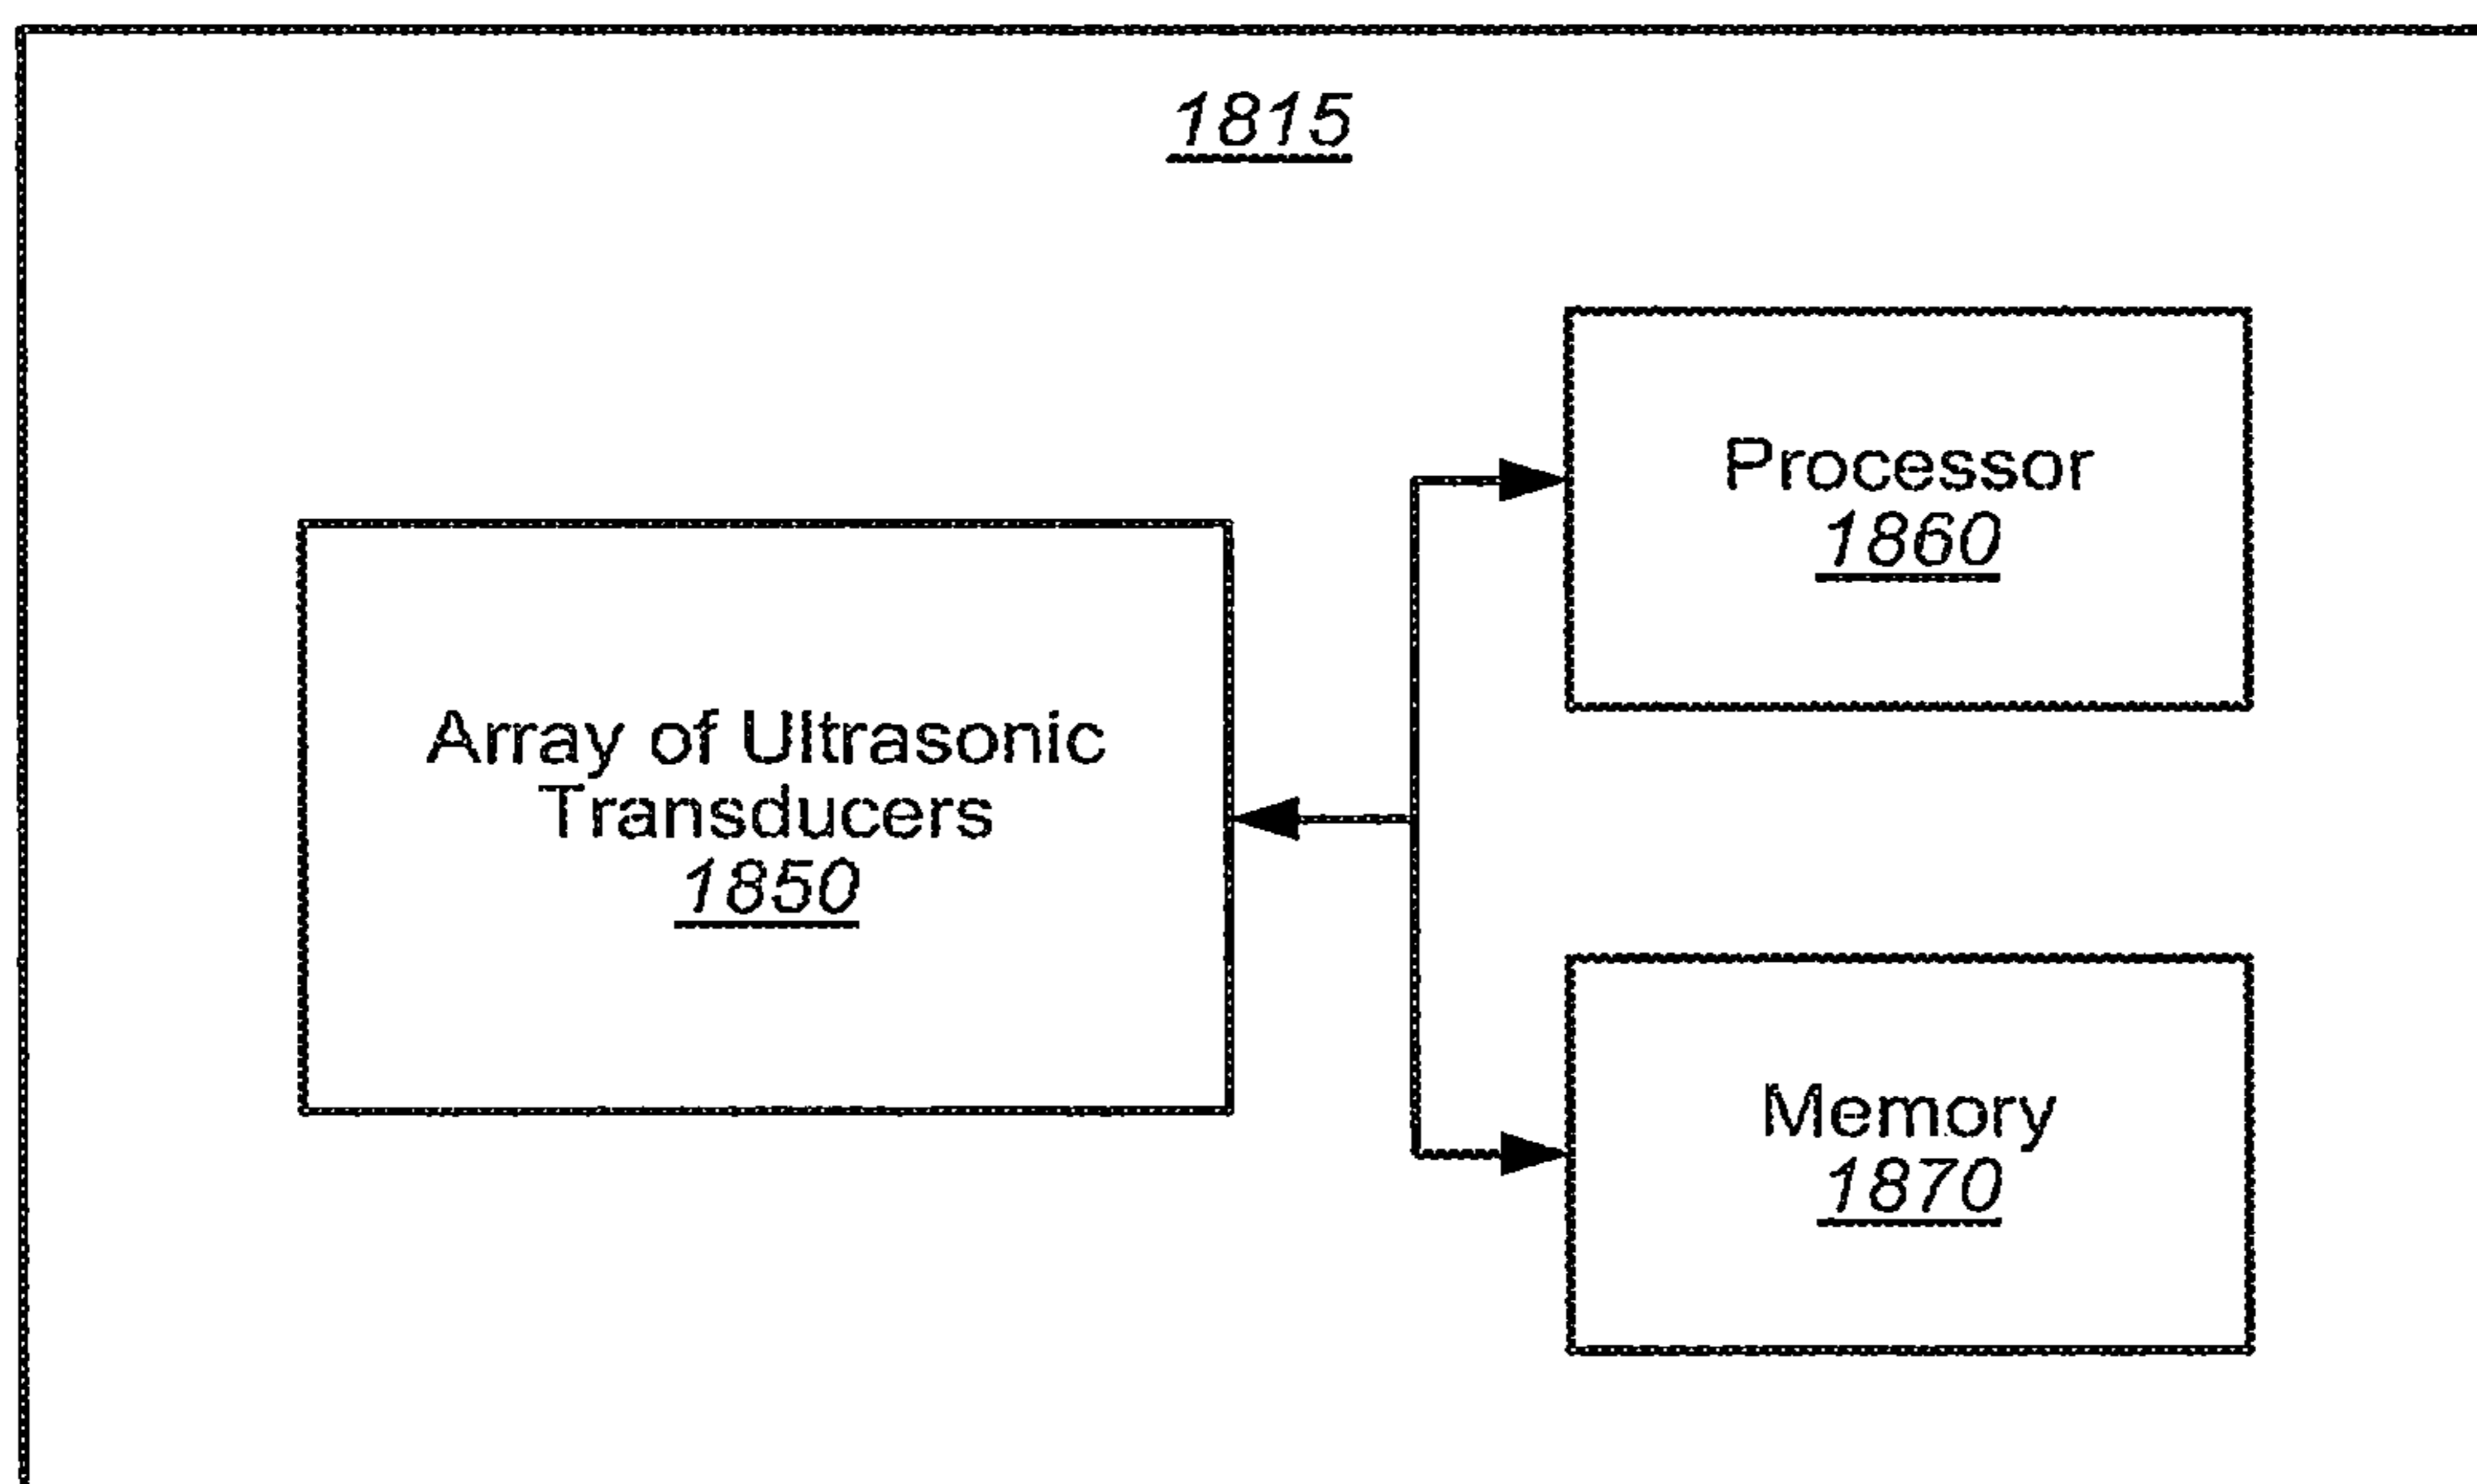 1815
Processor
1860
Array of Ultrasonic
Transducers
1850
Memory
1870